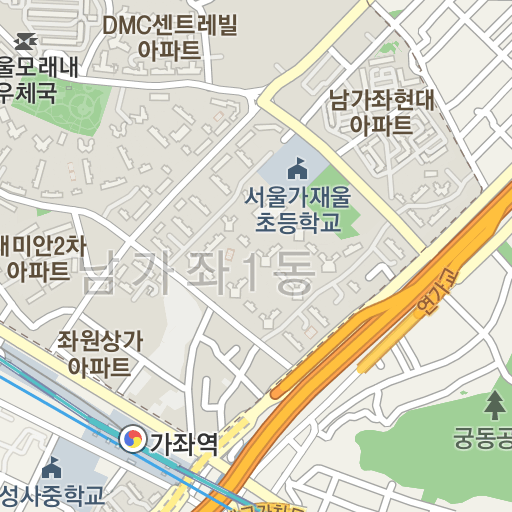 DMC센트레빌
아파트
울모래내
우체국
남가좌현대
아파트
서울가재울
초등학교
래미안2차
아파트
남가좌1동
연가교
좌원상가
아파트
가좌역
궁동공
성사중학교